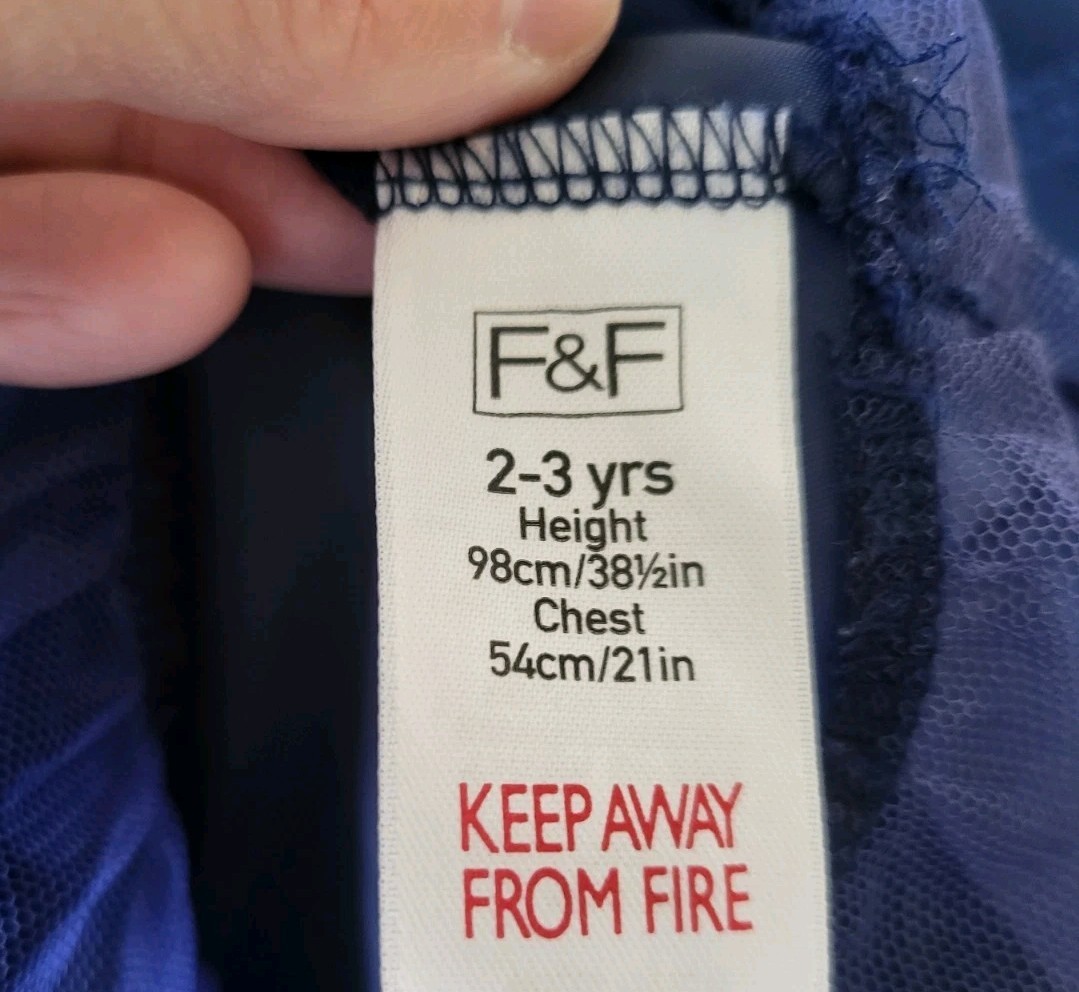 F&F
2-3 yrs
Height
98cm/38½in
Chest
54cm/21in
KEEP AWAY
FROM FIRE